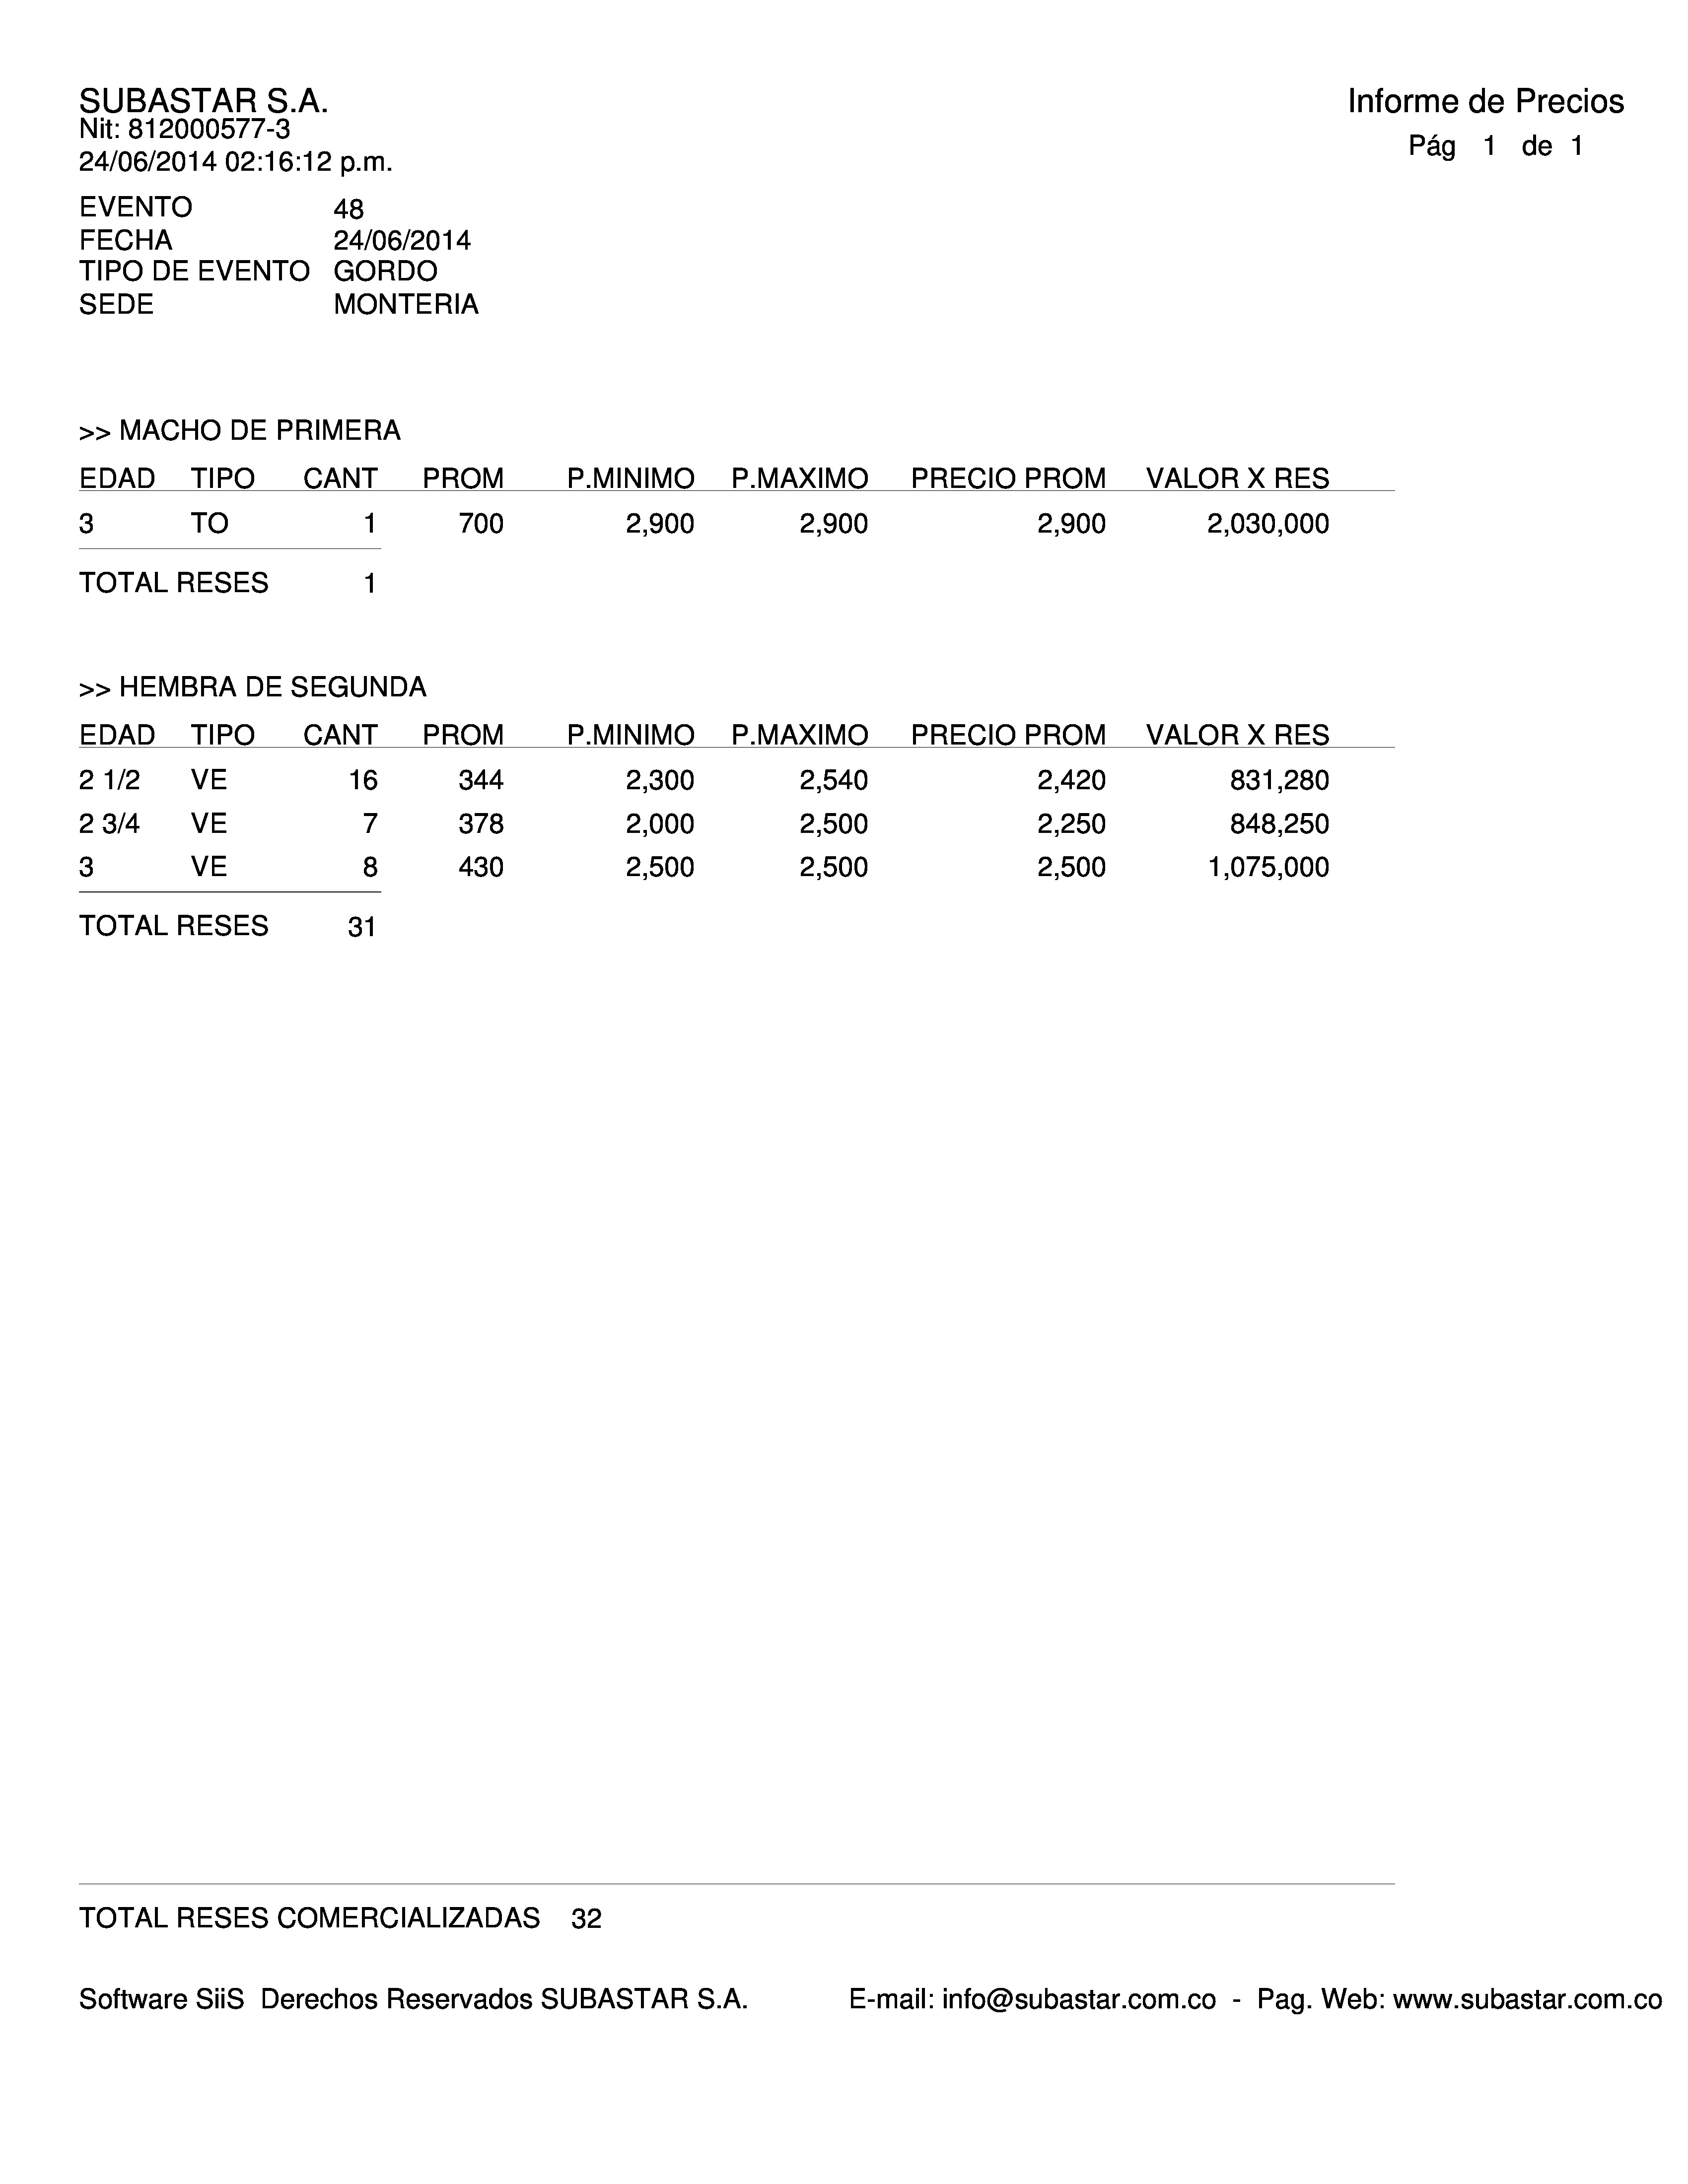 SUBASTAR S.A.
Informe de Precios
Nit: 812000577-3
Pág 1 de 1
24/06/2014 02:16:12 p.m.
EVENTO 48
FECHA 24/06/2014
TIPO DE EVENTO GORDO
SEDE MONTERIA
>> MACHO DE PRIMERA
EDAD TIPO CANT PROM P.MINIMO P.MAXIMO PRECIO PROM VALOR X RES
3 TO 1 700 2,900 2,900 2,900 2,030,000
TOTAL RESES 1
>> HEMBRA DE SEGUNDA
EDAD TIPO CANT PROM P.MINIMO P.MAXIMO PRECIO PROM VALOR X RES
2 1/2 VE 16 344 2,300 2,540 2,420 831,280
2 3/4 VE 7 378 2,000 2,500 2,250 848,250
3 VE 8 430 2,500 2,500 2,500 1,075,000
TOTAL RESES 31
TOTAL RESES COMERCIALIZADAS 32
Software SiiS Derechos Reservados SUBASTAR S.A. E-mail: info@subastar.com.co - Pag. Web: www.subastar.com.co